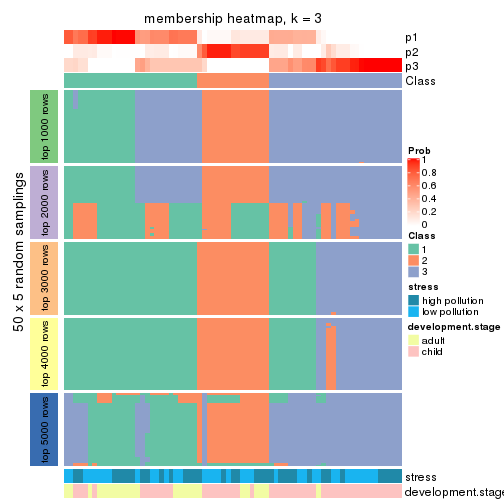 membership heatmap, k = 3
p1
p2
p3
Class
50 x 5 random samplings
top 1000 rows
top 2000 rows
top 3000 rows
top 4000 rows
top 5000 rows
stress
development.stage
Prob
1
0.8
0.6
0.4
0.2
0
Class
1
2
3
stress
high pollution
low pollution
development.stage
adult
child